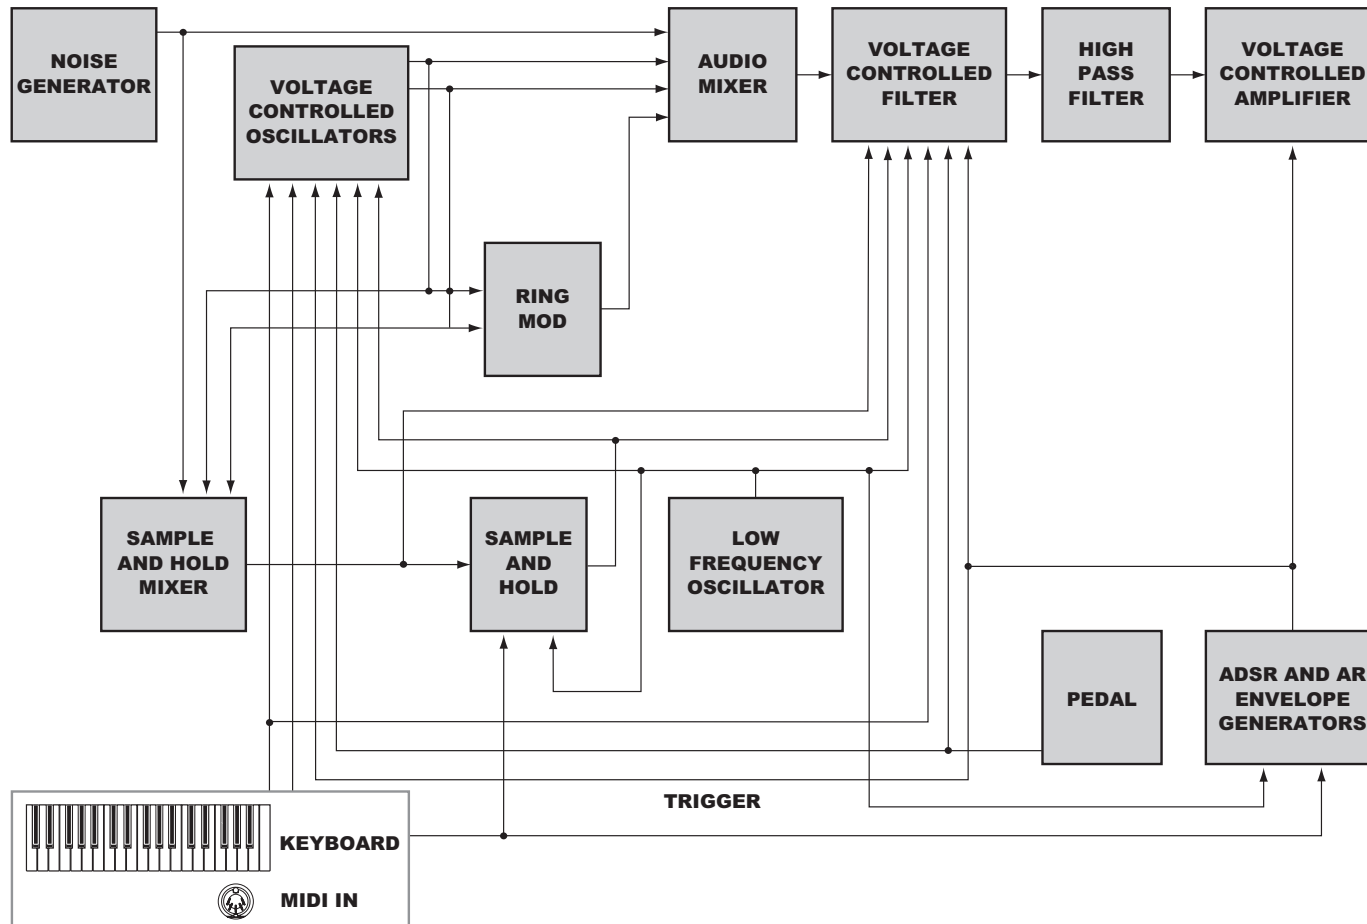 NOISE
GENERATOR
VOLTAGE
CONTROLLED
OSCILLATORS
AUDIO
MIXER
VOLTAGE
CONTROLLED
FILTER
HIGH
PASS
FILTER
VOLTAGE
CONTROLLED
AMPLIFIER
RING
MOD
SAMPLE
AND HOLD
MIXER
SAMPLE
AND
HOLD
LOW
FREQUENCY
OSCILLATOR
PEDAL
ADSR AND AR
ENVELOPE
GENERATORS
TRIGGER
KEYBOARD
MIDI IN